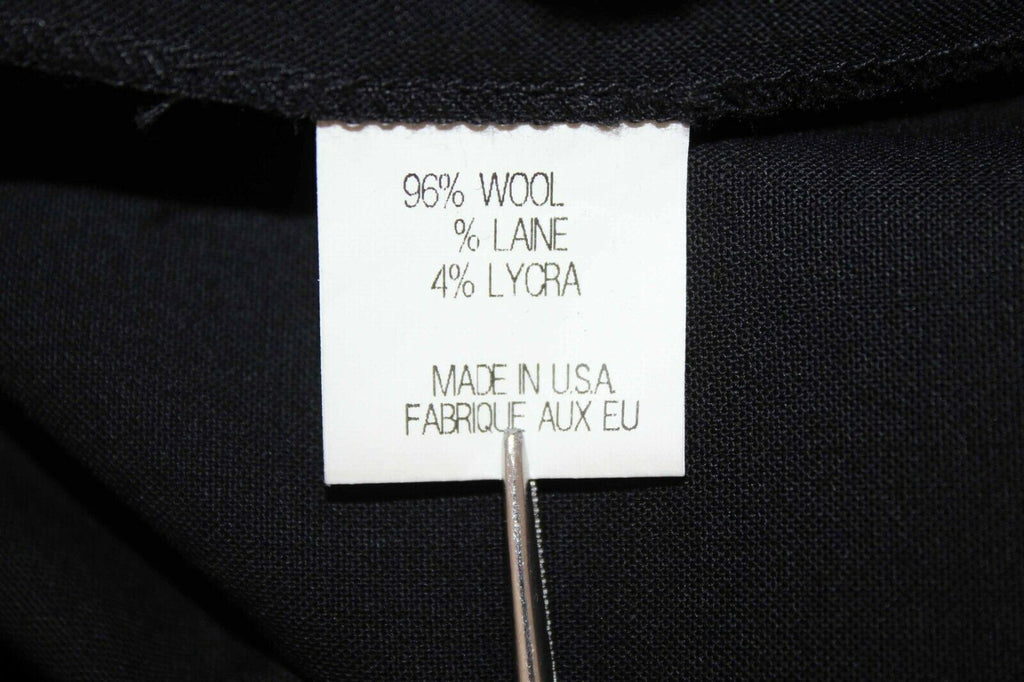 96% WOOL
% LAINE
4% LYCRA
MADE IN U.S.A.
FABRIQUE AUX EU